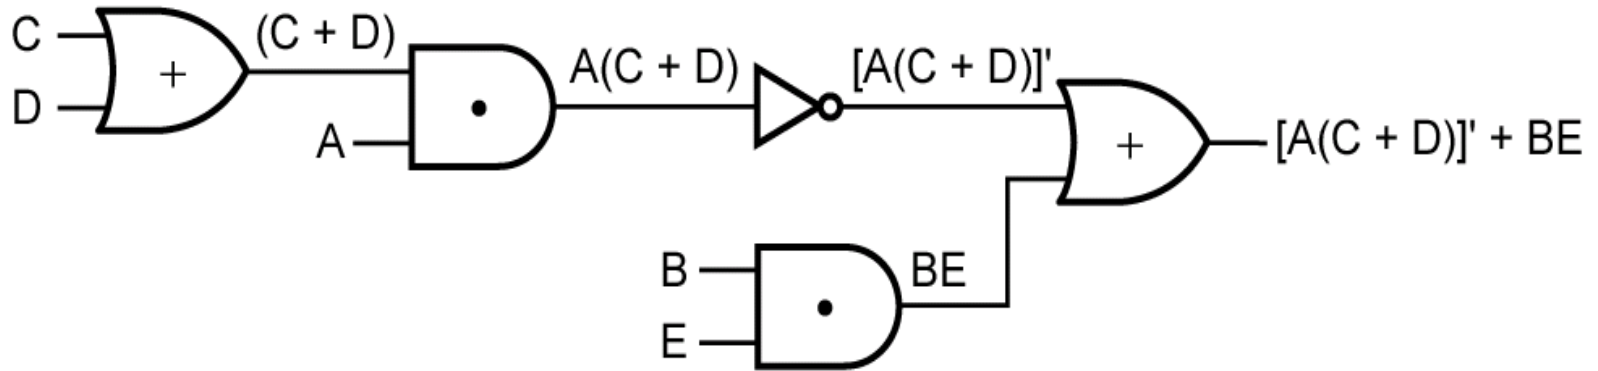 C
D
+
(C + D)
A
•
A(C + D)
[A(C + D)]'
B
E
•
BE
+
[A(C + D)]' + BE